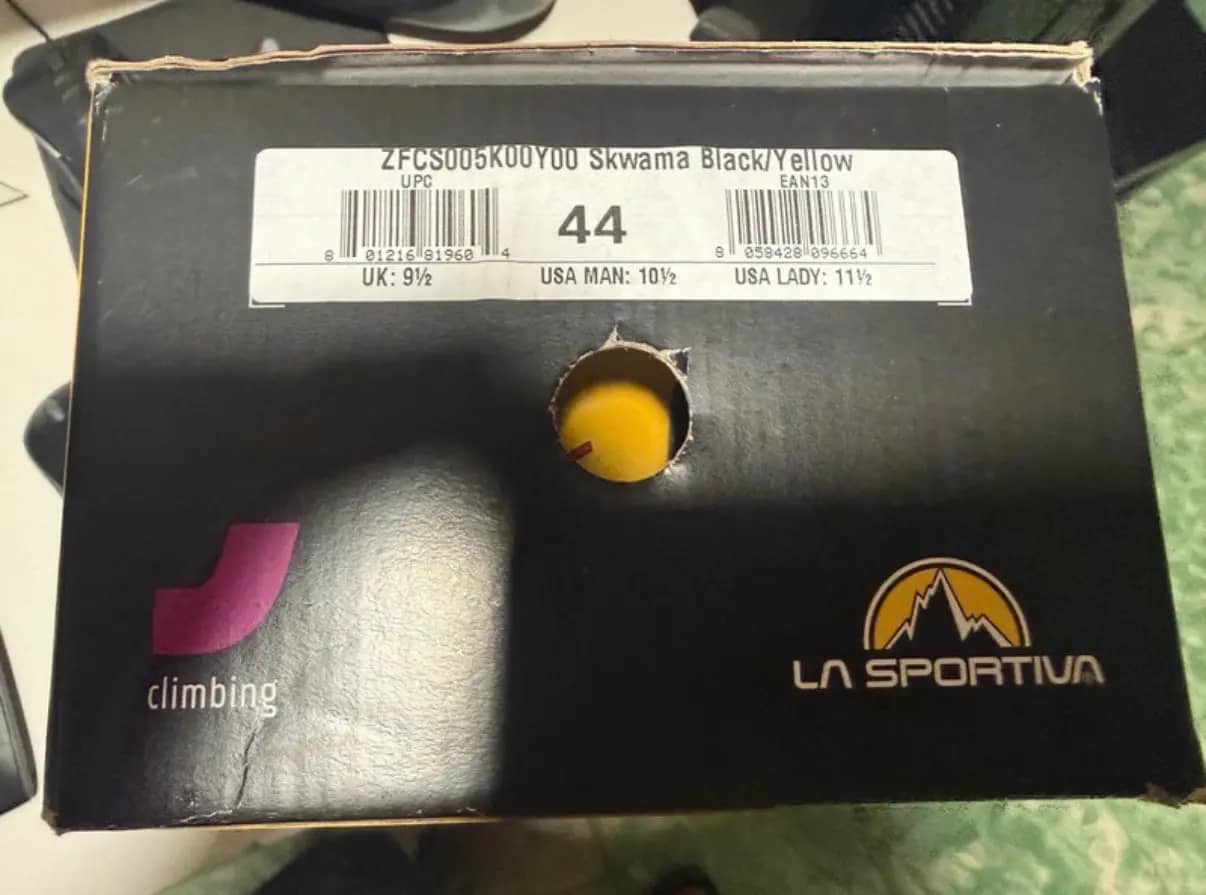 ZFCS005K00Y00 Skwama Black/Yellow
UPC EAN13
44
8 01216 81960 4 8 058428 096664
UK: 9½ USA MAN: 10½ USA LADY: 11½
climbing
LA SPORTIVA